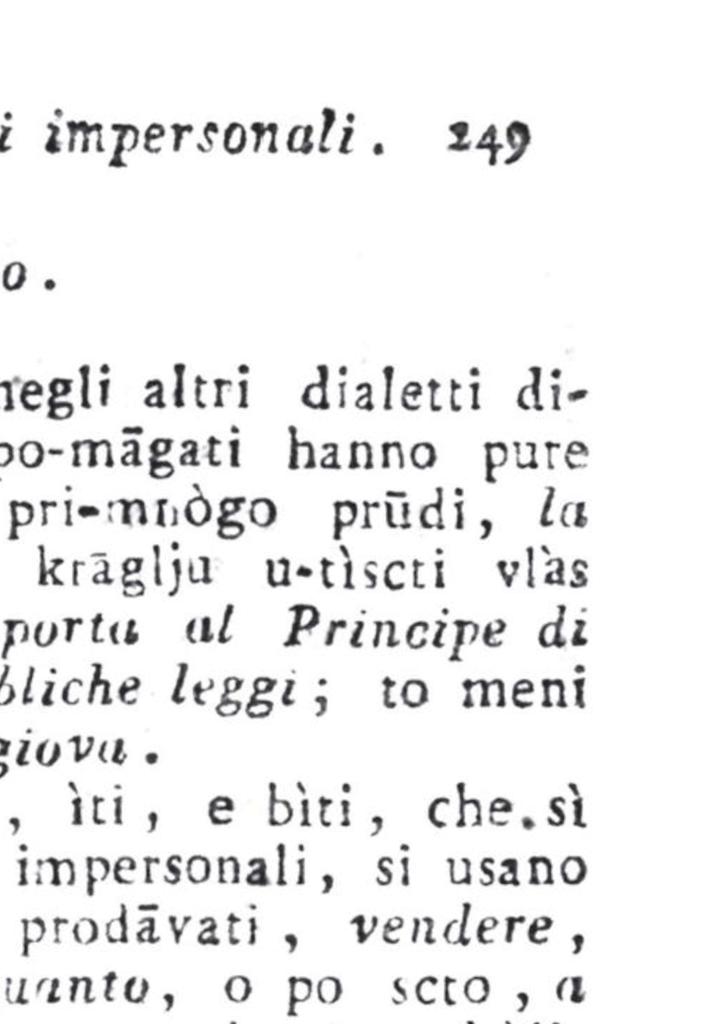 i impersonali. 249
o.
negli altri dialetti di-
po-māgati hanno pure
pri-mnògo prūdi, la
krāglju u-tìscti vlàs
porta al Principe di
bliche leggi; to meni
giova.
, ìti, e bìti, che sì
impersonali, si usano
prodāvati, vendere,
uanto, o po scto, a